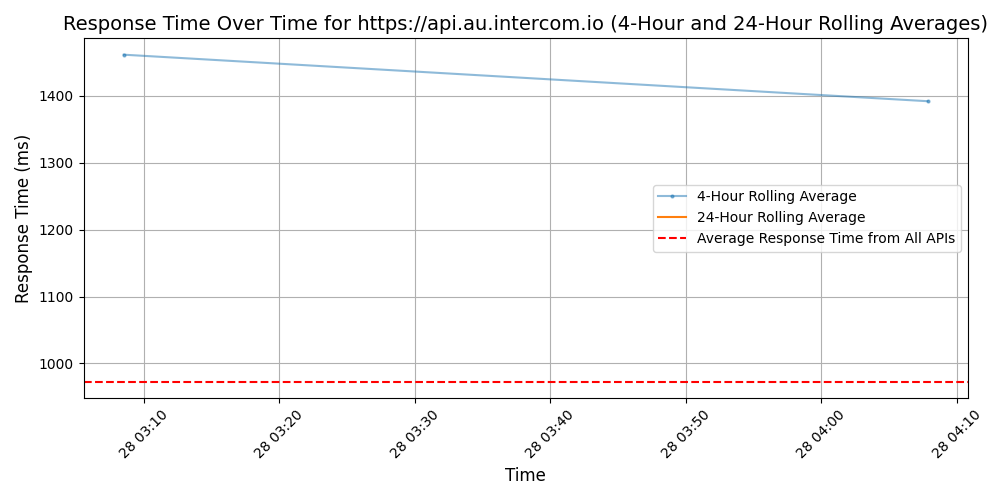 Response Time Over Time for https://api.au.intercom.io (4-Hour and 24-Hour Rolling Averages)
Response Time (ms)
1400
1300
1200
1100
1000
4-Hour Rolling Average
24-Hour Rolling Average
Average Response Time from All APIs
28 03:10
28 03:20
28 03:30
28 03:40
28 03:50
28 04:00
28 04:10
Time